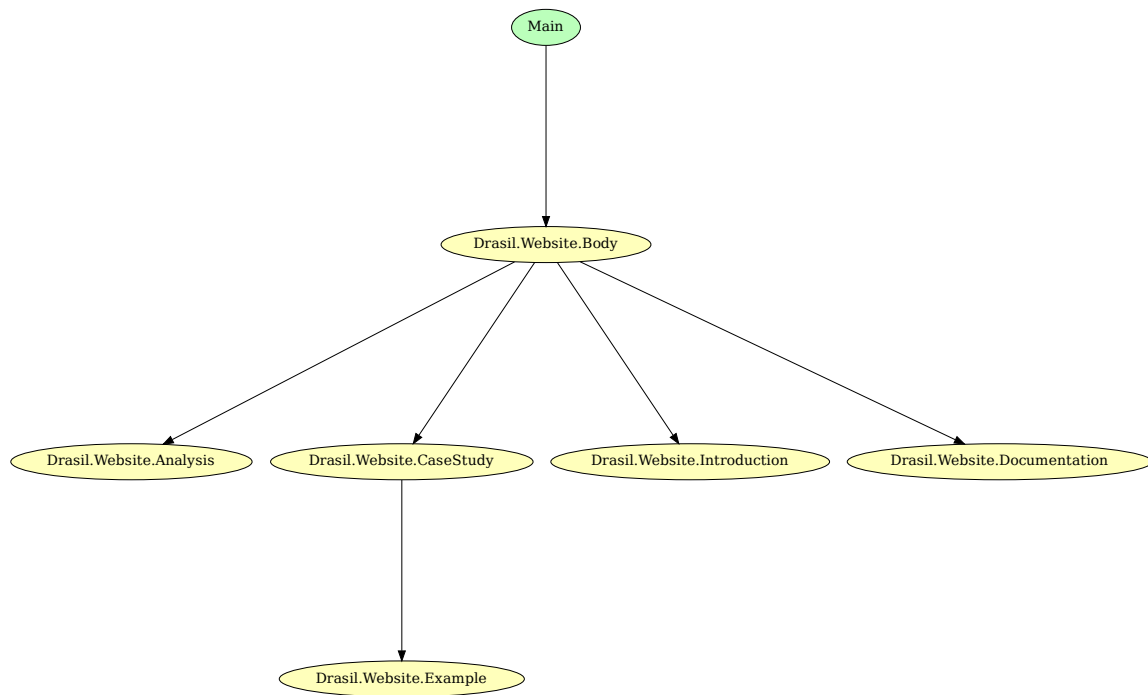 Main
Drasil.Website.Body
Drasil.Website.Analysis
Drasil.Website.CaseStudy
Drasil.Website.Introduction
Drasil.Website.Documentation
Drasil.Website.Example